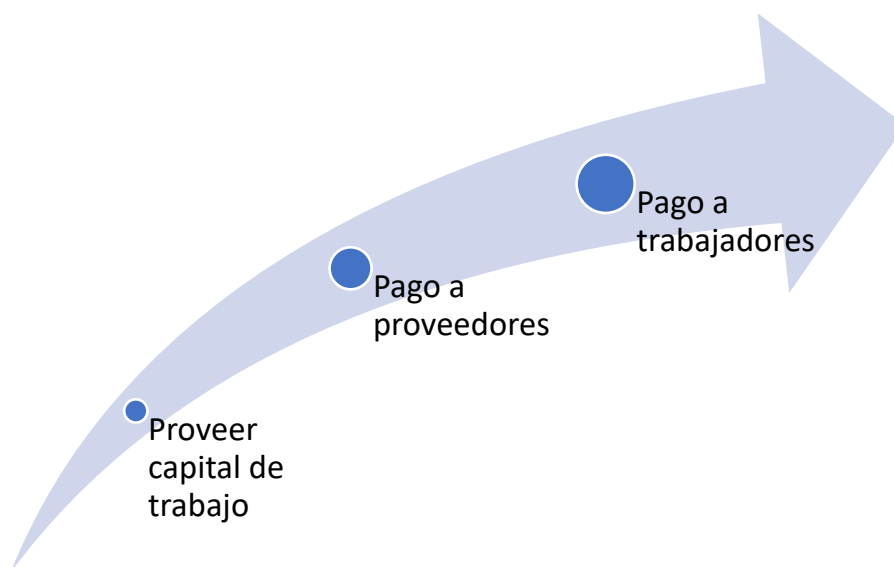 Pago a
trabajadores
Pago a
proveedores
Proveer
capital de
trabajo